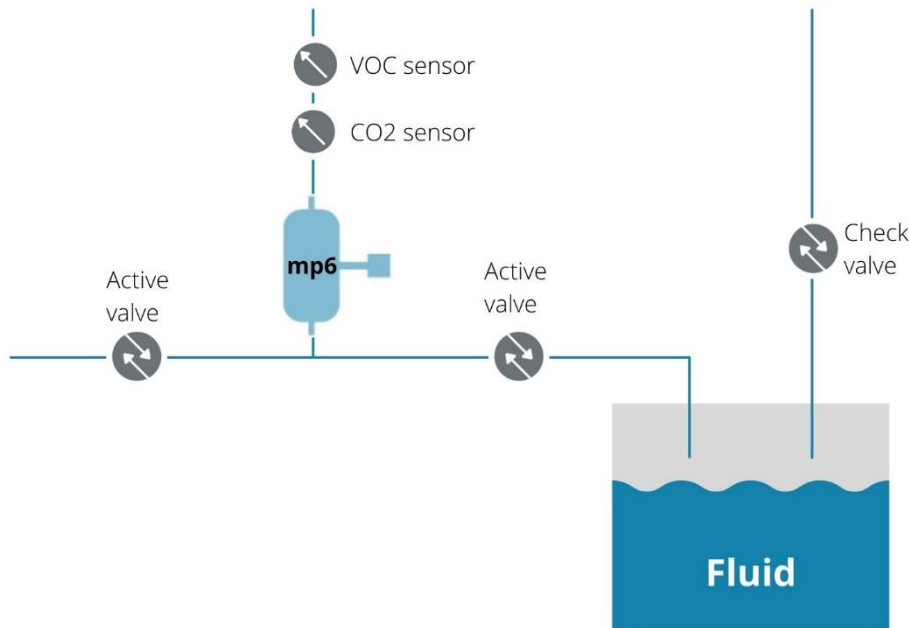 VOC sensor
CO2 sensor
mp6
Active
valve
Active
valve
Check
valve
Fluid